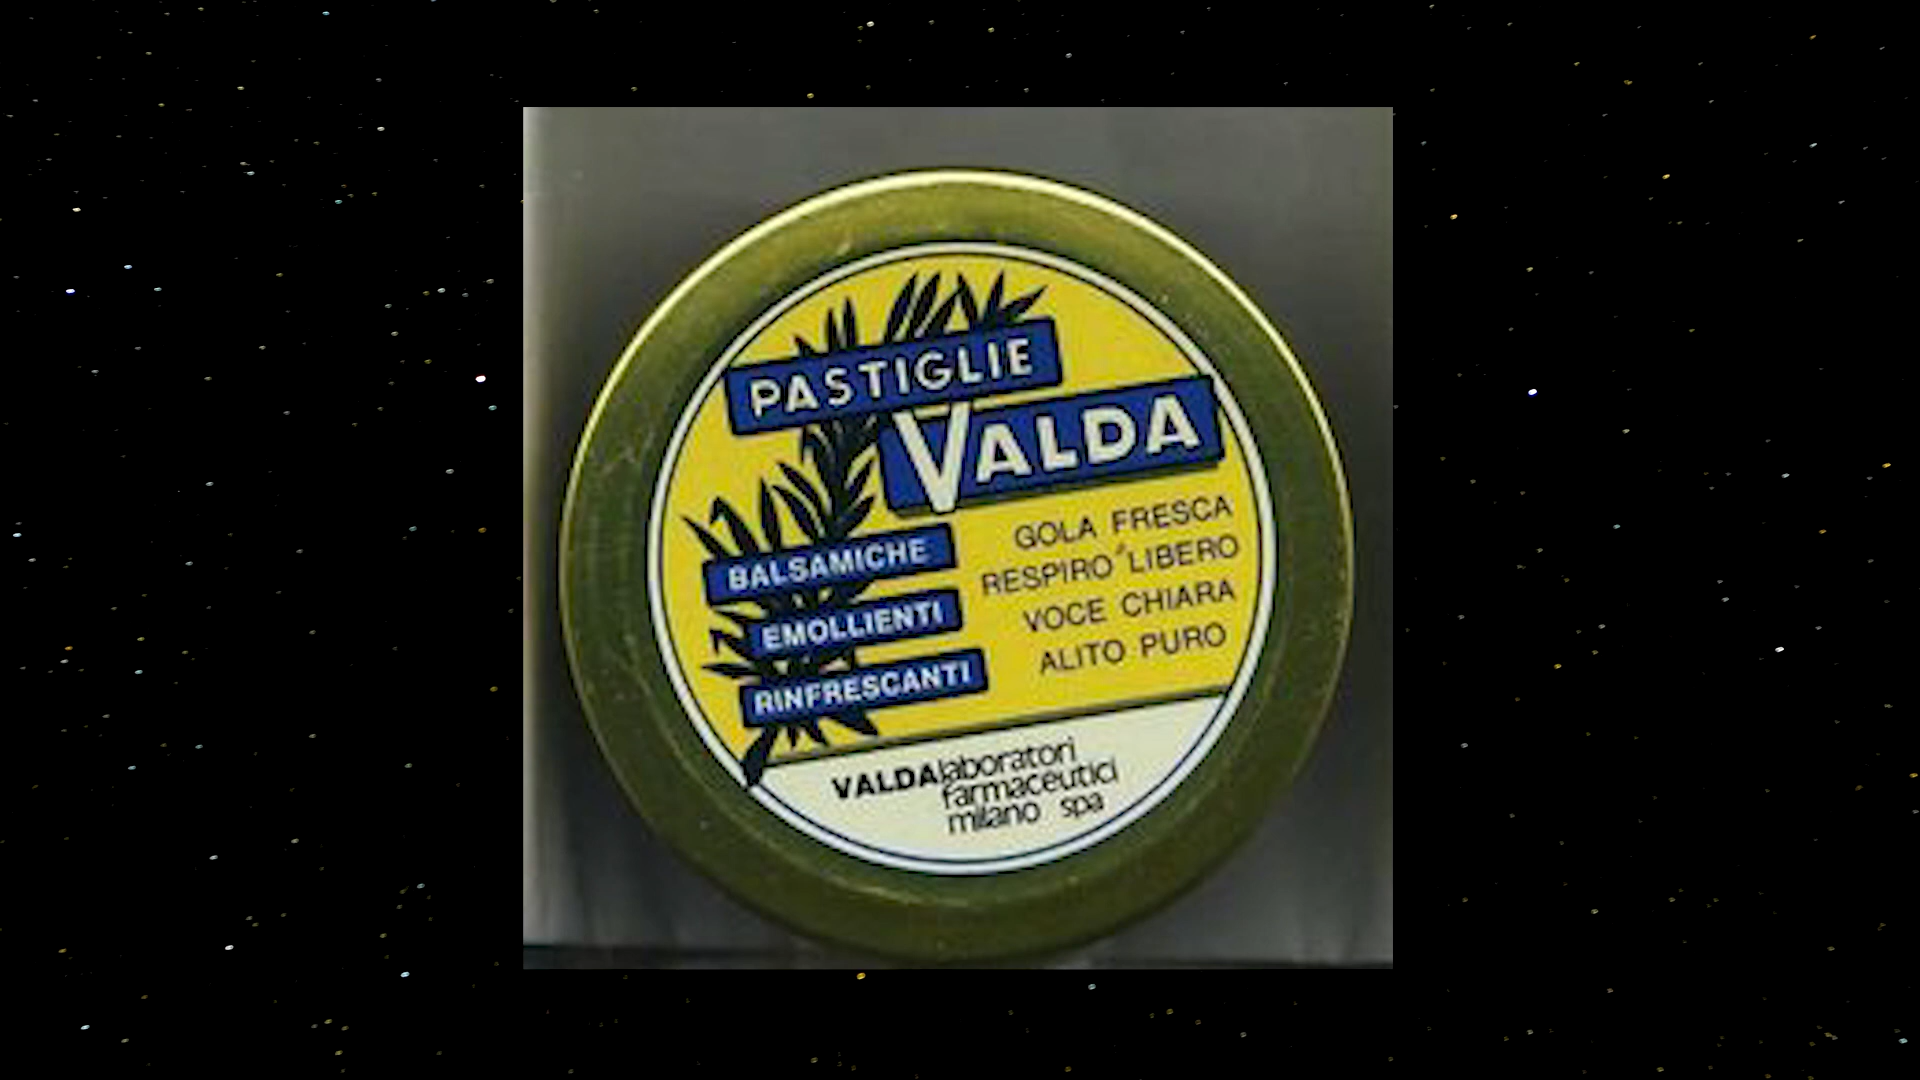 PASTIGLIE
VALDA
BALSAMICHE
EMOLLIENTI
RINFRESCANTI
GOLA FRESCA
RESPIRO LIBERO
VOCE CHIARA
ALITO PURO
VALDA laboratori
farmaceutici
milano spa